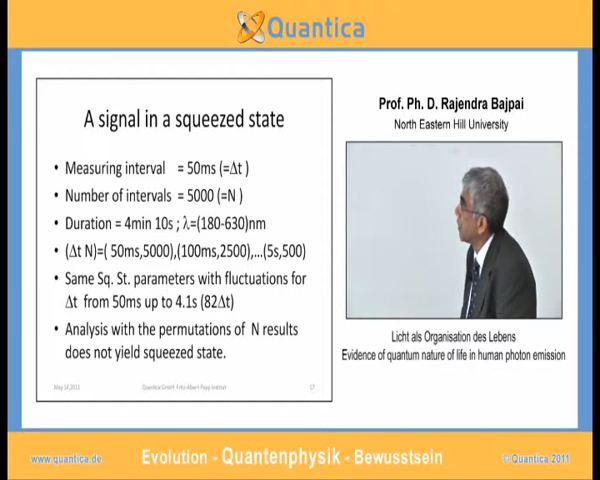 Quantica
A signal in a squeezed state
• Measuring interval = 50ms (=Δt )
• Number of intervals = 5000 (=N )
• Duration = 4min 10s ; λ=(180-630)nm
• (Δt N)=( 50ms,5000),(100ms,2500),...(5s,500)
• Same Sq. St. parameters with fluctuations for
Δt from 50ms up to 4.1s (82Δt)
• Analysis with the permutations of N results
does not yield squeezed state.
May 14,2011 Quantica GmbH Fritz-Albert Popp Institut 17
Prof. Ph. D. Rajendra Bajpai
North Eastern Hill University
Licht als Organisation des Lebens
Evidence of quantum nature of life in human photon emission
www.quantica.de Evolution - Quantenphysik - Bewusstsein © Quantica 2011